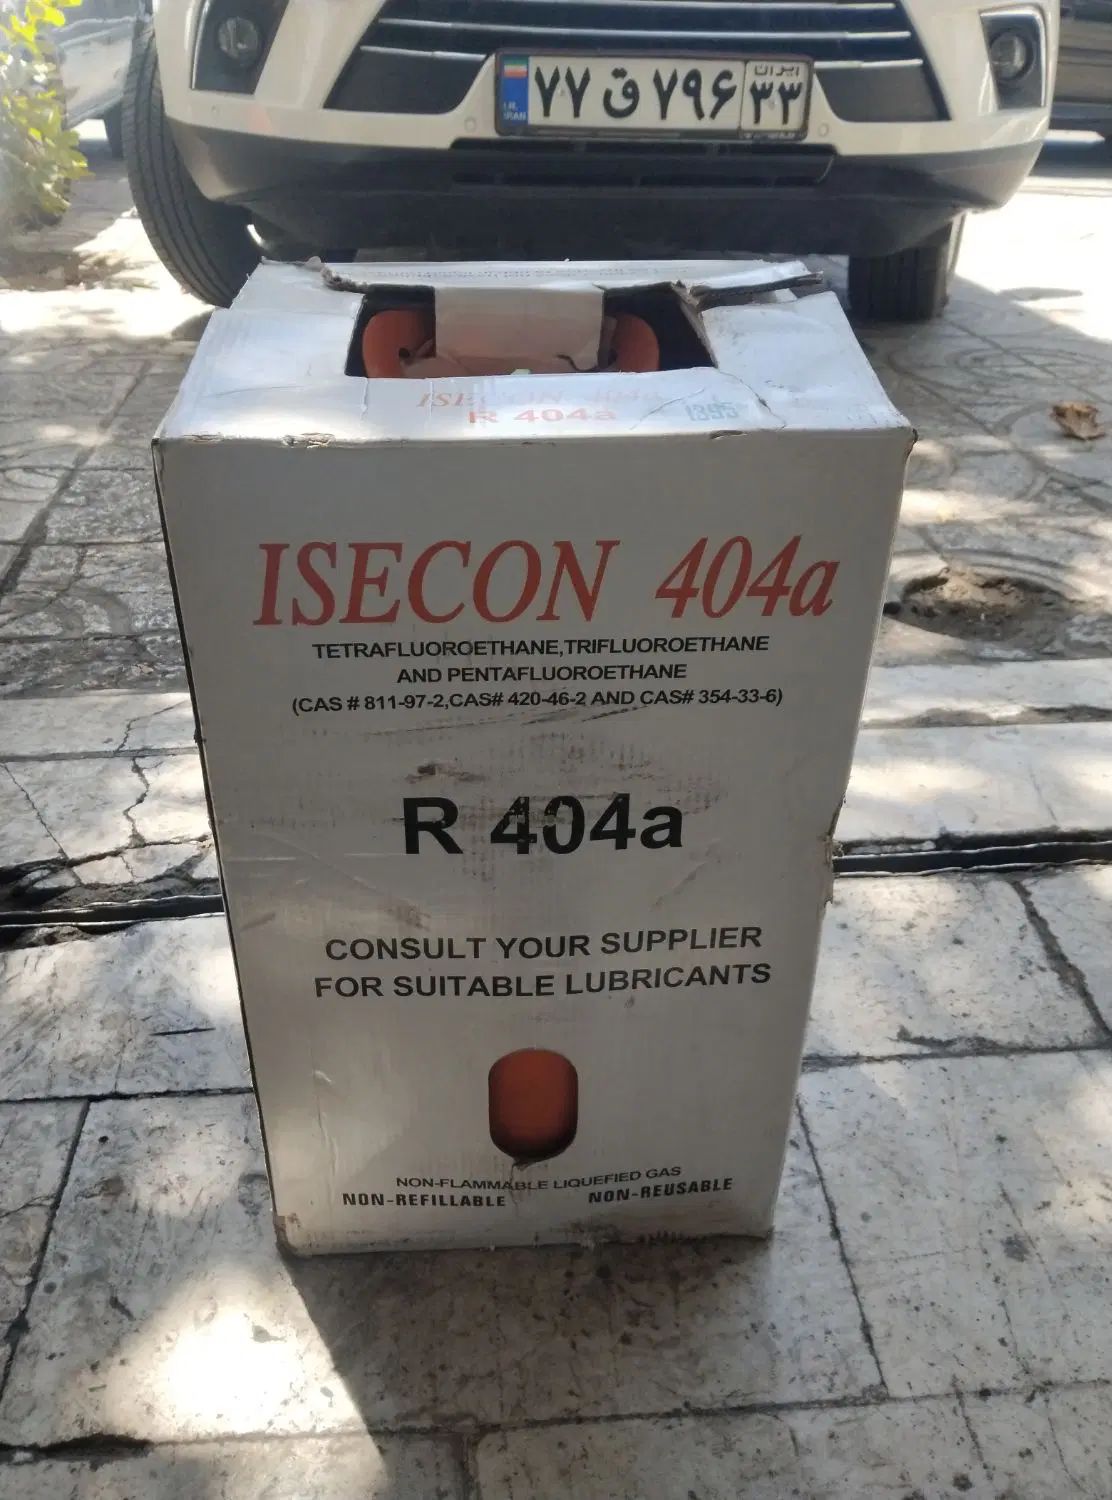 ایران
۷۷ ق ۷۹۶ ۳۳
I.R.
IRAN
ISECON 404a
R 404a
1395
ISECON 404a
TETRAFLUOROETHANE,TRIFLUOROETHANE
AND PENTAFLUOROETHANE
(CAS # 811-97-2,CAS# 420-46-2 AND CAS# 354-33-6)
R 404a
CONSULT YOUR SUPPLIER
FOR SUITABLE LUBRICANTS
NON-FLAMMABLE LIQUEFIED GAS
NON-REFILLABLE NON-REUSABLE